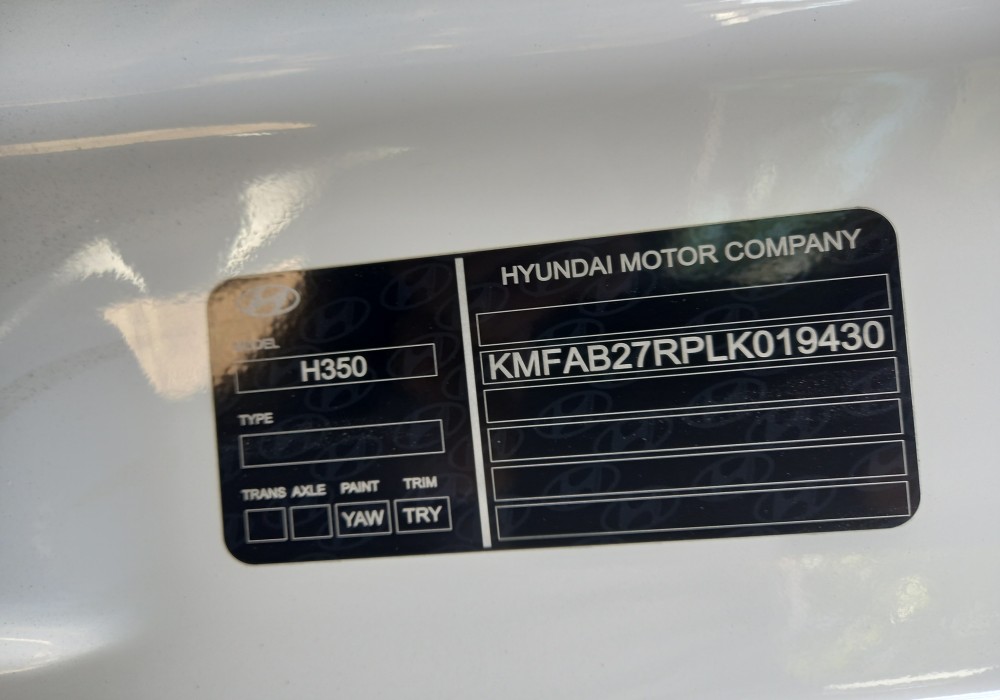 MODEL
H350
TYPE
TRANS AXLE PAINT TRIM
YAW TRY
HYUNDAI MOTOR COMPANY
KMFAB27RPLK019430